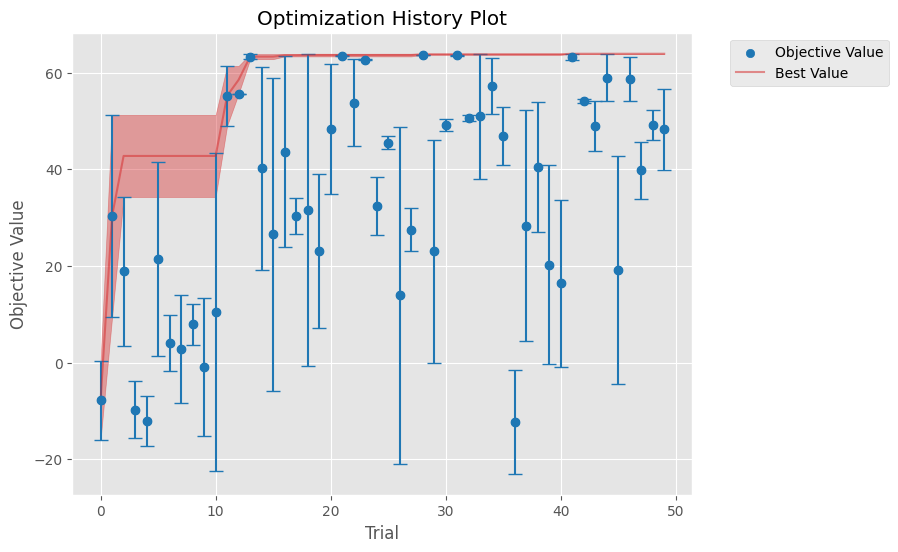 Optimization History Plot
Objective Value
Best Value
Objective Value
60
40
20
0
−20
0 10 20 30 40 50
Trial